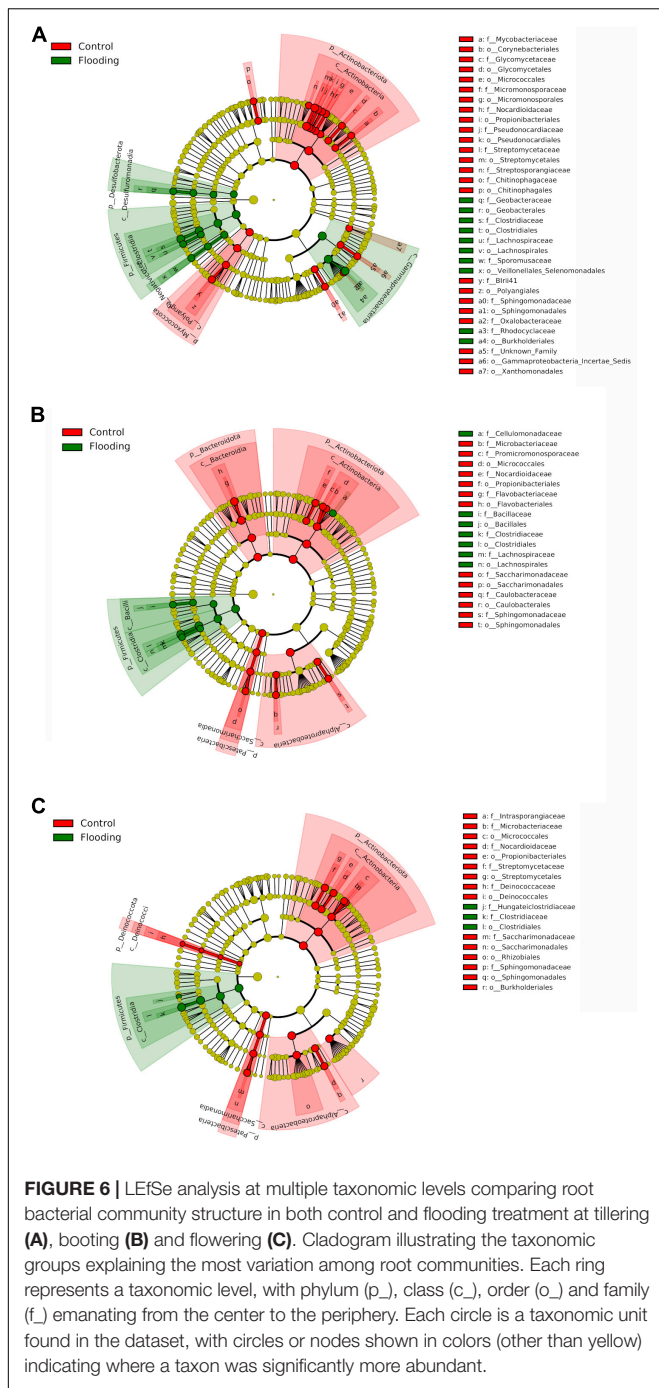 A
Control
Flooding
p__Actinobacteriota
c__Actinobacteria
p__Desulfobacterota
c__Desulfuromonadia
p__Firmicutes
c__Clostridia
p__Myxococcota
c__Gammaproteobacteria
a: f__Mycobacteriaceae
b: o__Corynebacteriales
c: f__Glycomycetaceae
d: o__Glycomycetales
e: o__Micrococcales
f: f__Micromonosporaceae
g: o__Micromonosporales
h: f__Nocardioidaceae
i: o__Propionibacteriales
j: f__Pseudonocardiaceae
k: o__Pseudonocardiales
l: f__Streptomycetaceae
m: o__Streptomycetales
n: f__Streptosporangiaceae
o: f__Chitinophagaceae
p: o__Chitinophagales
q: f__Geobacteraceae
r: o__Geobacterales
s: f__Clostridiaceae
t: o__Clostridiales
u: f__Lachnospiraceae
v: o__Lachnospirales
w: f__Sporomusaceae
x: o__Veillonellales_Selenomonadales
y: f__BIrii41
z: o__Polyangiales
a0: f__Sphingomonadaceae
a1: o__Sphingomonadales
a2: f__Oxalobacteraceae
a3: f__Rhodocyclaceae
a4: o__Burkholderiales
a5: f__Unknown_Family
a6: o__Gammaproteobacteria_Incertae_Sedis
a7: o__Xanthomonadales
B
Control
Flooding
p__Bacteroidota
c__Bacteroidia
p__Actinobacteriota
c__Actinobacteria
p__Firmicutes
c__Clostridia
c__Bacilli
p__Patescibacteria
c__Saccharimonadia
c__Alphaproteobacteria
a: f__Cellulomonadaceae
b: f__Microbacteriaceae
c: f__Promicromonosporaceae
d: o__Micrococcales
e: f__Nocardioidaceae
f: o__Propionibacteriales
g: f__Flavobacteriaceae
h: o__Flavobacteriales
i: f__Bacillaceae
j: o__Bacillales
k: f__Clostridiaceae
l: o__Clostridiales
m: f__Lachnospiraceae
n: o__Lachnospirales
o: f__Saccharimonadaceae
p: o__Saccharimonadales
q: f__Caulobacteraceae
r: o__Caulobacterales
s: f__Sphingomonadaceae
t: o__Sphingomonadales
C
Control
Flooding
p__Actinobacteriota
c__Actinobacteria
p__Deinococcota
c__Deinococci
p__Firmicutes
c__Clostridia
p__Patescibacteria
c__Saccharimonadia
c__Alphaproteobacteria
a: f__Intrasporangiaceae
b: f__Microbacteriaceae
c: o__Micrococcales
d: f__Nocardioidaceae
e: o__Propionibacteriales
f: f__Streptomycetaceae
g: o__Streptomycetales
h: f__Deinococcaceae
i: o__Deinococcales
j: f__Hungateiclostridiaceae
k: f__Clostridiaceae
l: o__Clostridiales
m: f__Saccharimonadaceae
n: o__Saccharimonadales
o: o__Rhizobiales
p: f__Sphingomonadaceae
q: o__Sphingomonadales
r: o__Burkholderiales
FIGURE 6 | LEfSe analysis at multiple taxonomic levels comparing root
bacterial community structure in both control and flooding treatment at tillering
(A), booting (B) and flowering (C). Cladogram illustrating the taxonomic
groups explaining the most variation among root communities. Each ring
represents a taxonomic level, with phylum (p_), class (c_), order (o_) and family
(f_) emanating from the center to the periphery. Each circle is a taxonomic unit
found in the dataset, with circles or nodes shown in colors (other than yellow)
indicating where a taxon was significantly more abundant.